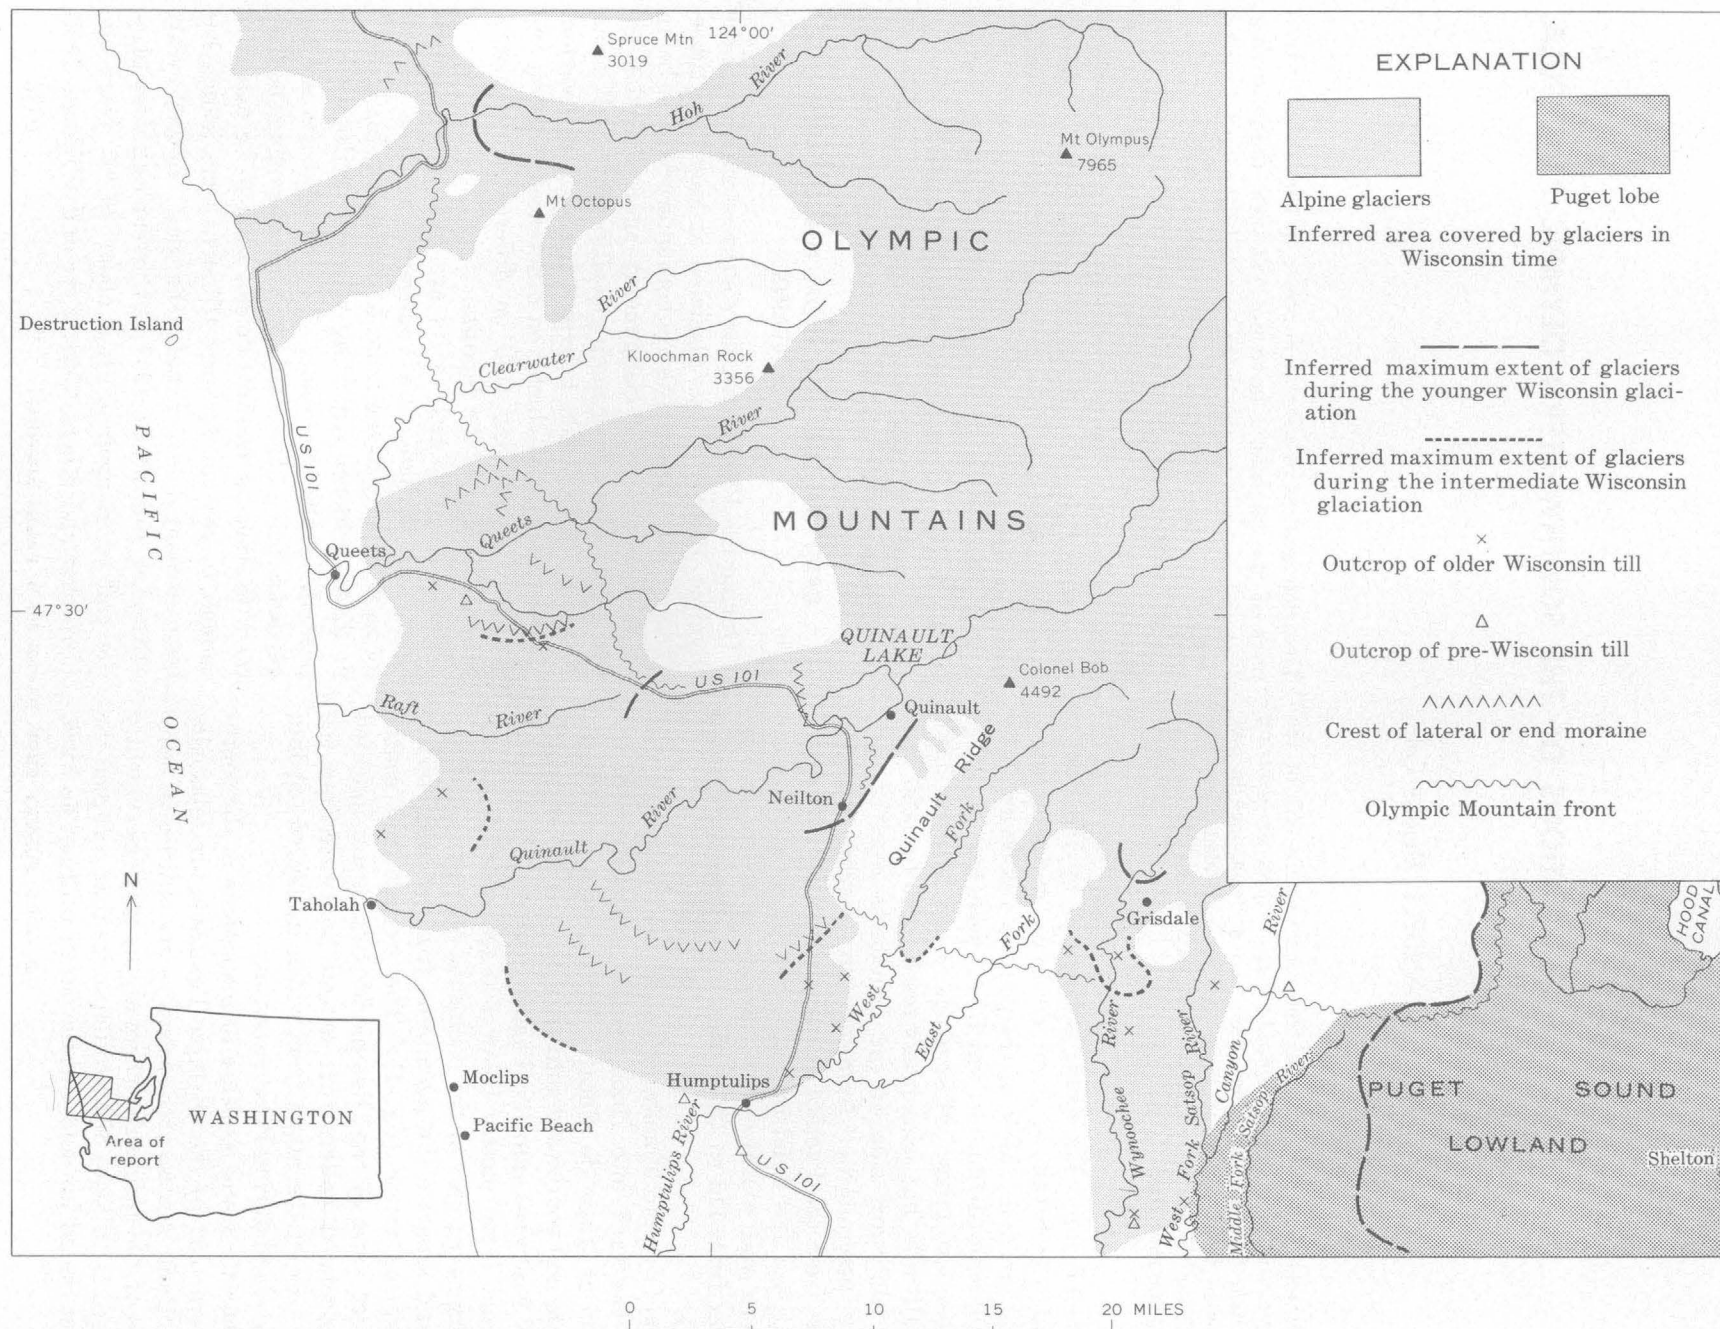 Spruce Mtn
3019
124°00'
Hoh River
Mt Olympus
7965
Mt Octopus
OLYMPIC
River
Clearwater
Destruction Island
Kloochman Rock
3356
River
PACIFIC
OCEAN
US 101
MOUNTAINS
Queets
Queets
47°30'
QUINAULT
LAKE
US 101
Colonel Bob
4492
Quinault
Raft River
Quinault Ridge
Neilton
Fork
River
Quinault
N
Taholah
Grisdale
Fork
River
HOOD
CANAL
West
East
River
River
Canyon
River
Moclips
Humptulips
PUGET SOUND
LOWLAND
Pacific Beach
WASHINGTON
Area of
report
Wynoochee
West Fork Satsop
Middle Fork Satsop
Shelton
US 101
Humptulips River
EXPLANATION
Alpine glaciers
Puget lobe
Inferred area covered by glaciers in
Wisconsin time
Inferred maximum extent of glaciers
during the younger Wisconsin glaci-
ation
Inferred maximum extent of glaciers
during the intermediate Wisconsin
glaciation
Outcrop of older Wisconsin till
Outcrop of pre-Wisconsin till
Crest of lateral or end moraine
Olympic Mountain front
0 5 10 15 20 MILES